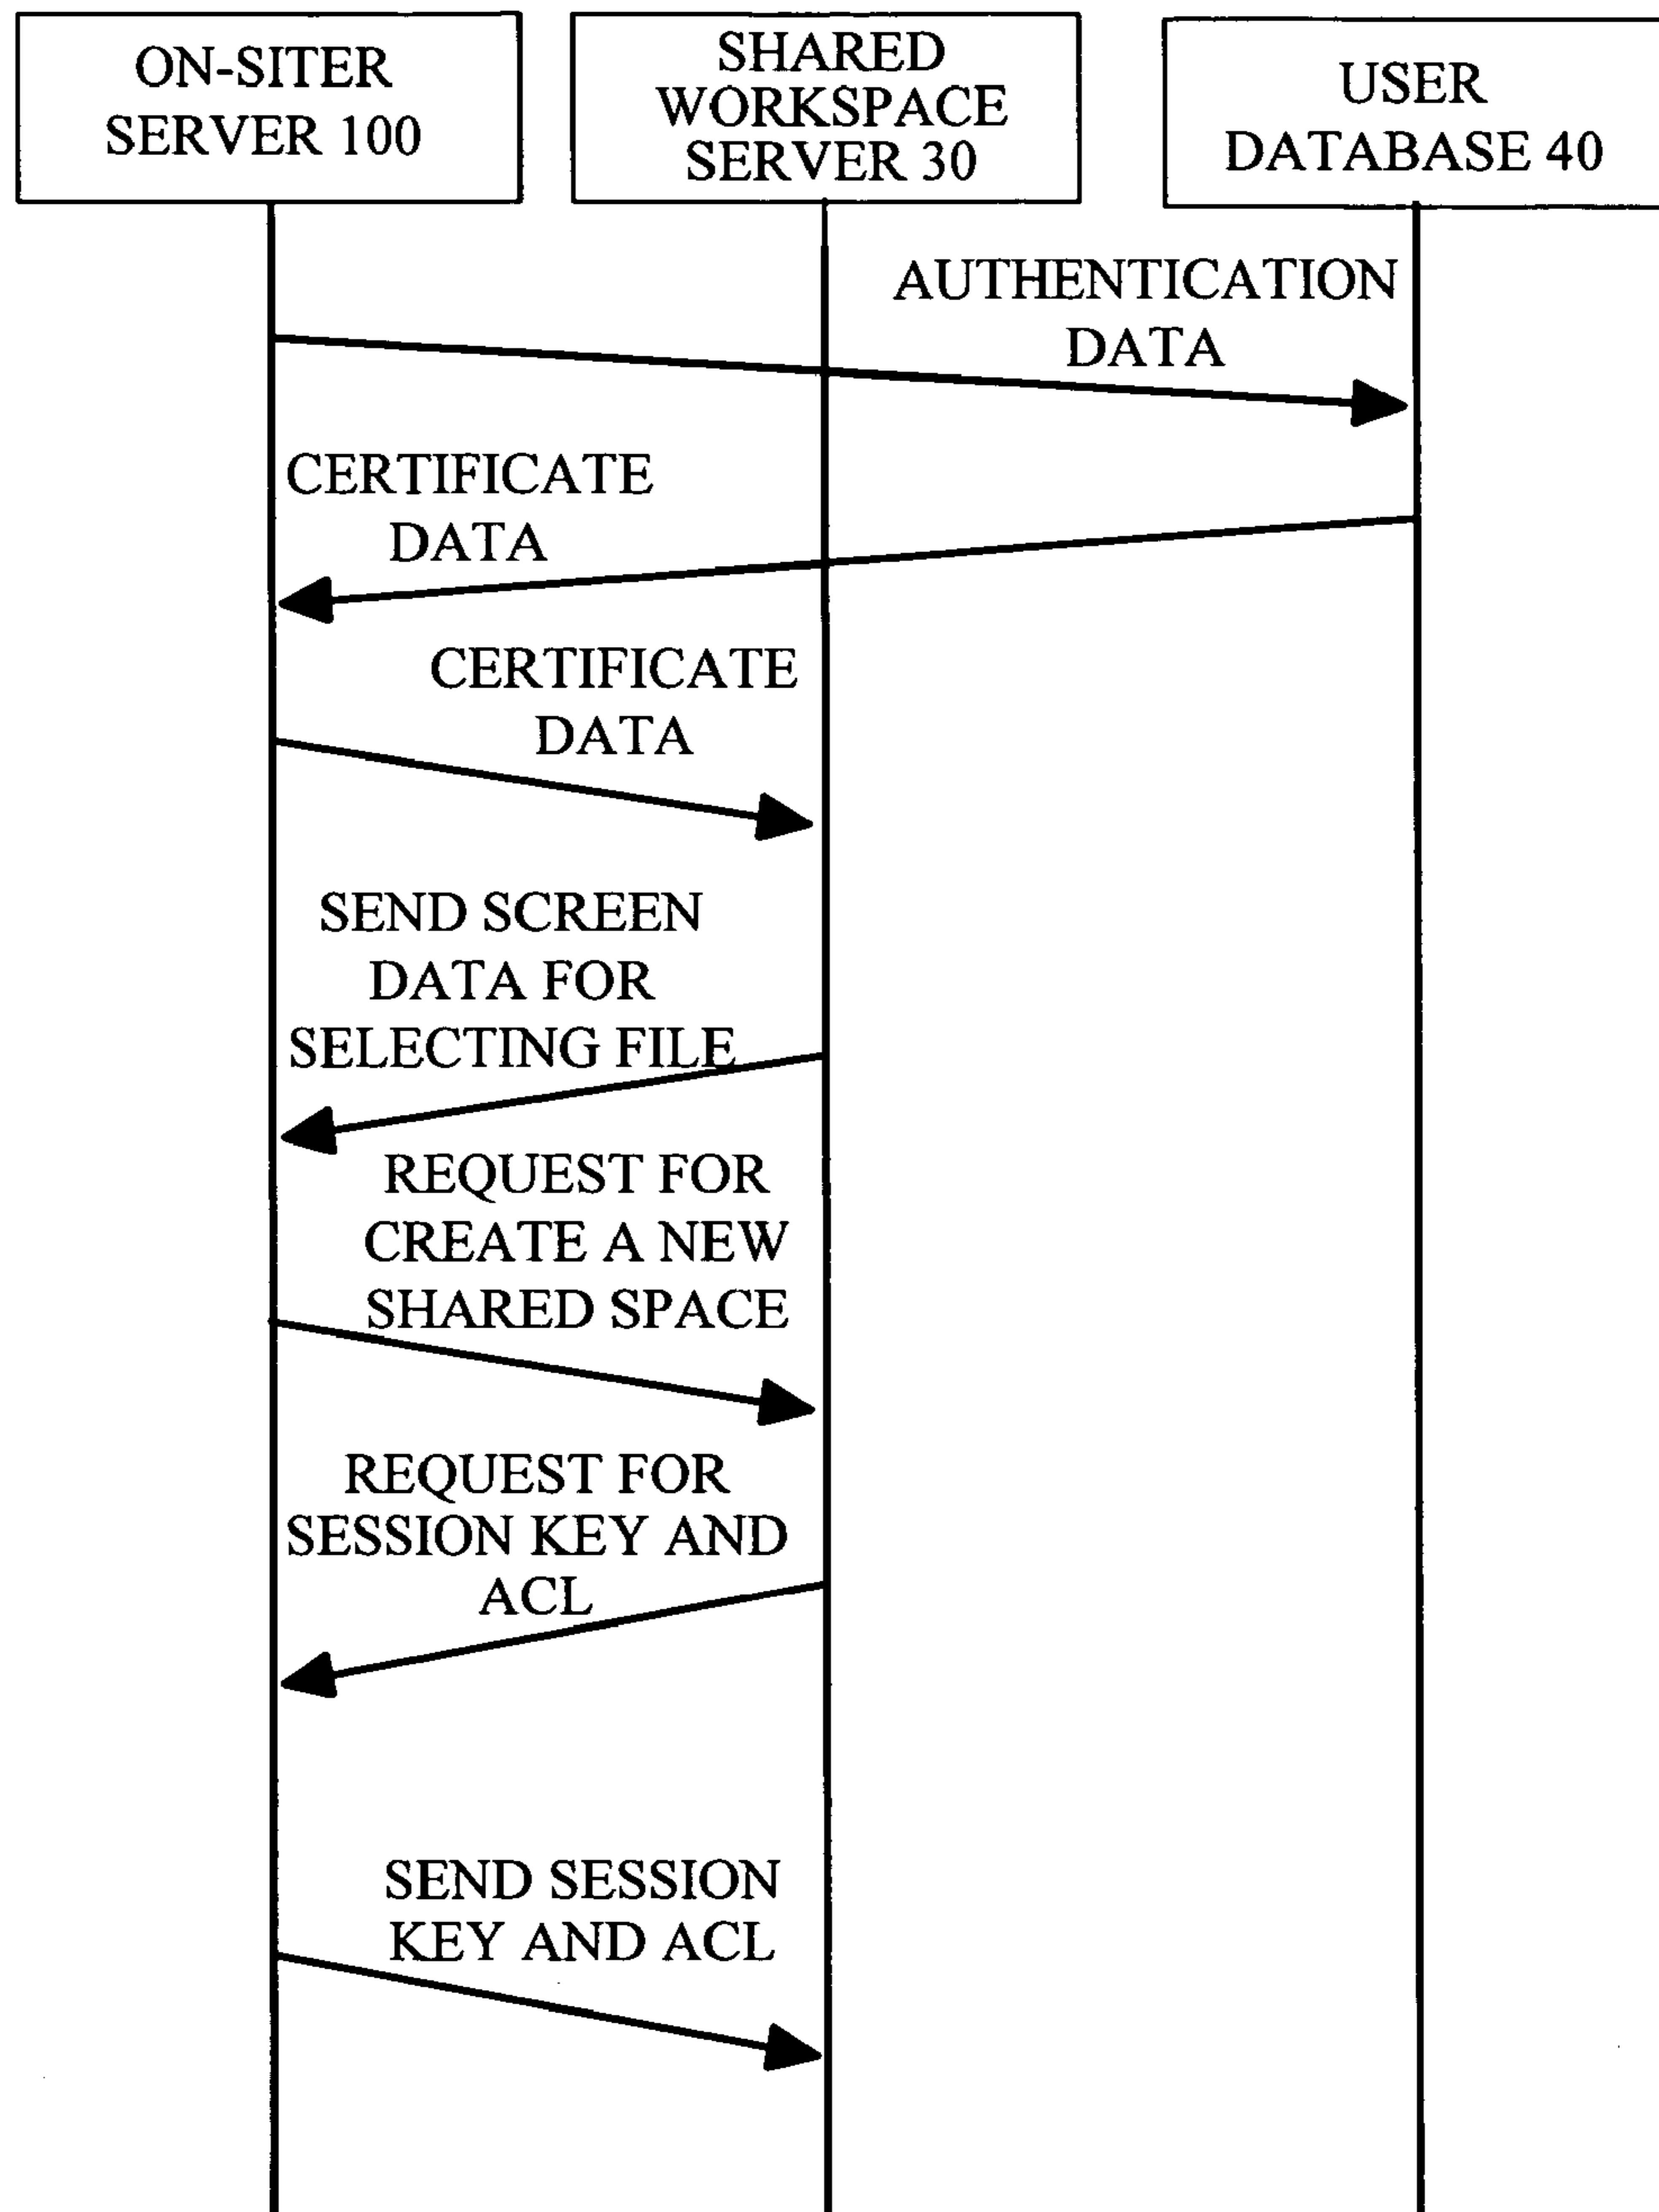 ON-SITER
SERVER 100
SHARED
WORKSPACE
SERVER 30
USER
DATABASE 40
AUTHENTICATION
DATA
CERTIFICATE
DATA
CERTIFICATE
DATA
SEND SCREEN
DATA FOR
SELECTING FILE
REQUEST FOR
CREATE A NEW
SHARED SPACE
REQUEST FOR
SESSION KEY AND
ACL
SEND SESSION
KEY AND ACL